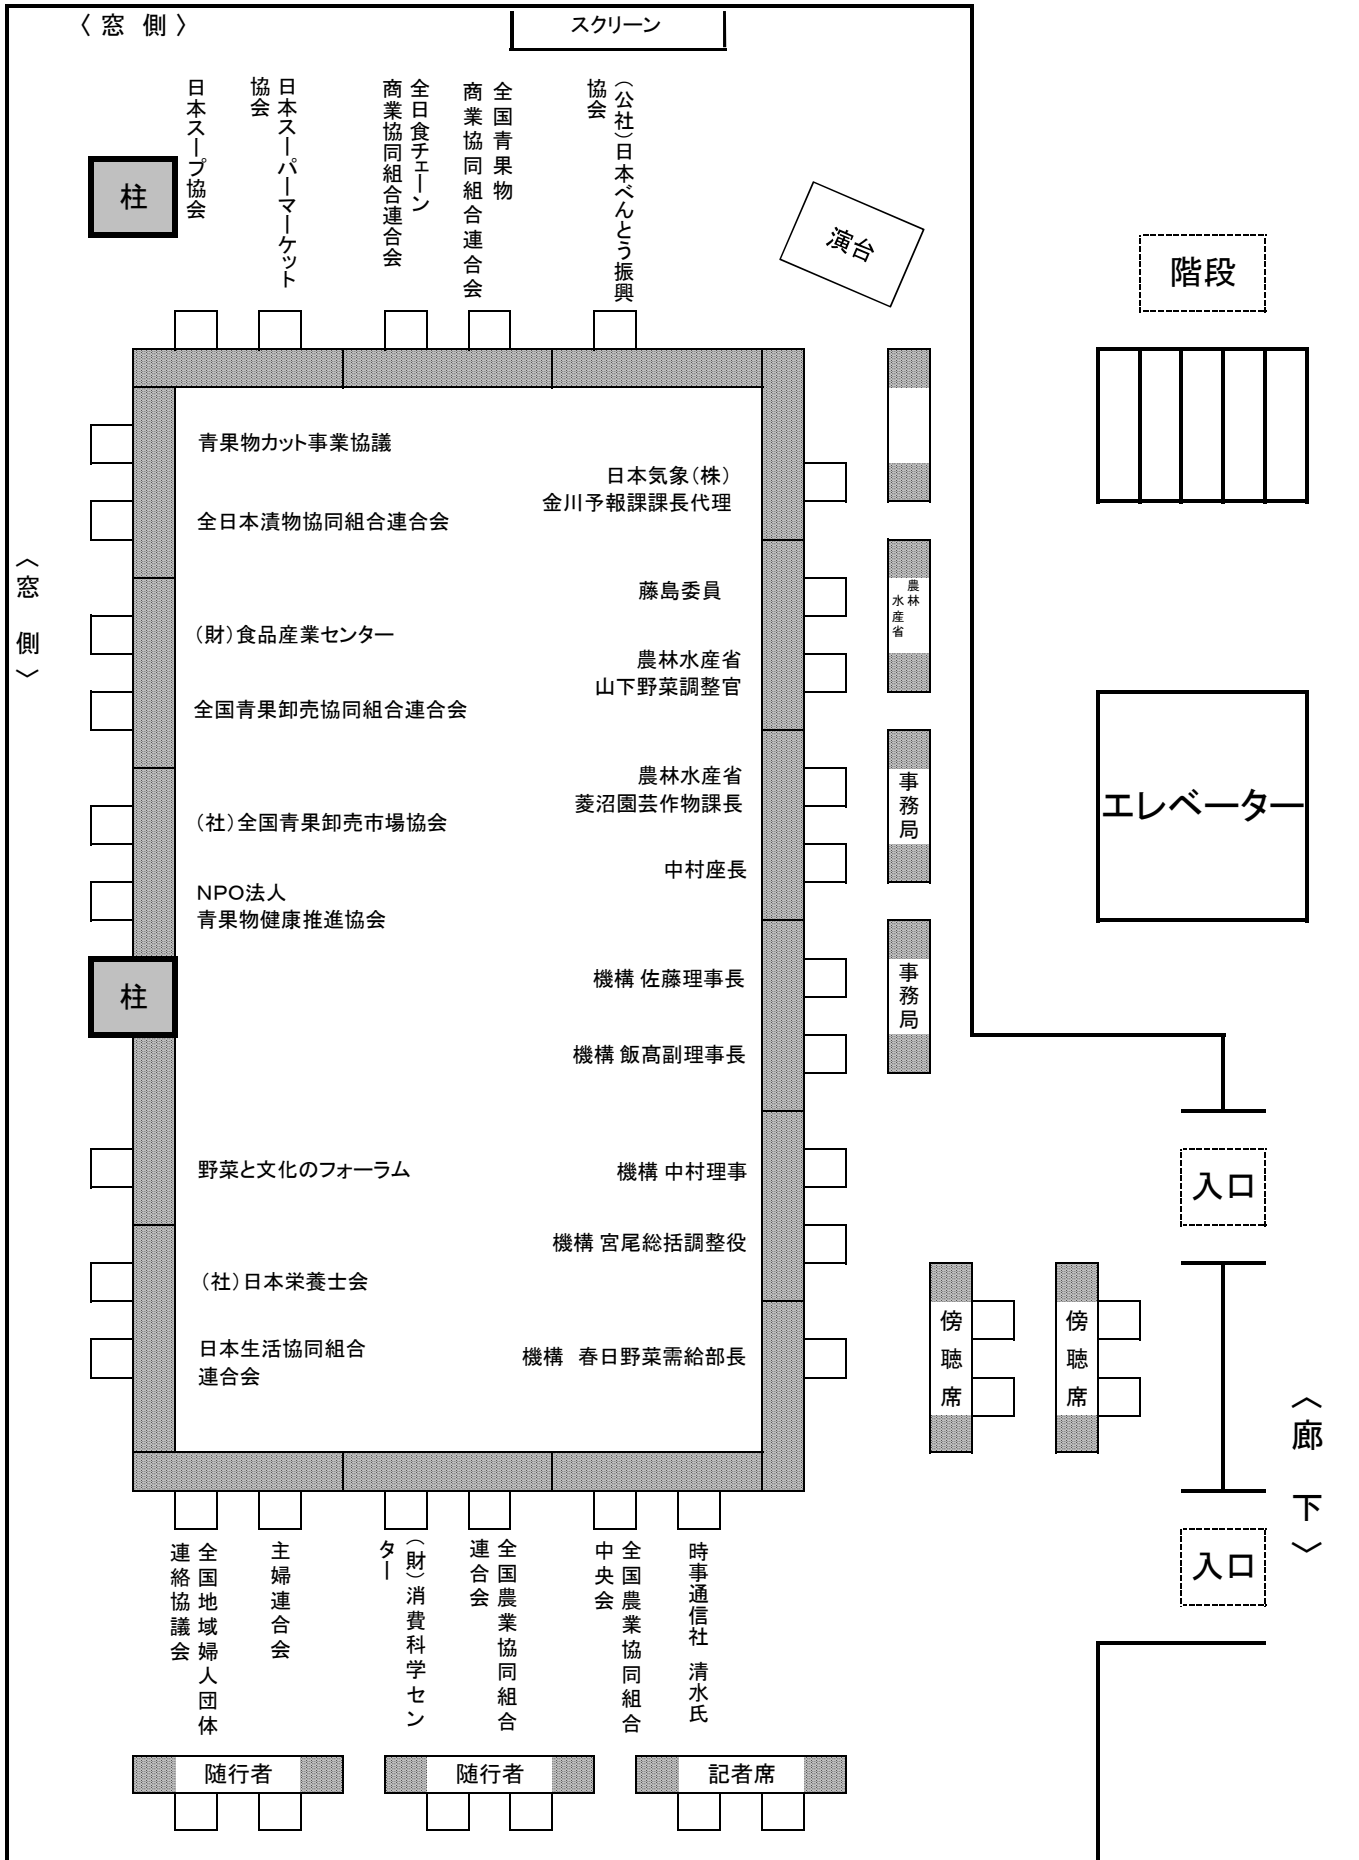 〈 窓 側 〉
スクリーン
日本スープ協会
日本スーパーマーケット
協会
全日食チェーン
商業協同組合連合会
全国青果物
商業協同組合連合会
（公社）日本べんとう振興
協会
柱
演台
階段
青果物カット事業協議
日本気象（株）
金川予報課課長代理
全日本漬物協同組合連合会
〈窓 側〉
藤島委員
農林
水産省
（財）食品産業センター
農林水産省
山下野菜調整官
全国青果卸売協同組合連合会
農林水産省
菱沼園芸作物課長
事務局
エレベーター
（社）全国青果卸売市場協会
中村座長
NPO法人
青果物健康推進協会
柱
機構 佐藤理事長
事務局
機構 飯髙副理事長
野菜と文化のフォーラム
機構 中村理事
入口
機構 宮尾総括調整役
（社）日本栄養士会
日本生活協同組合
連合会
機構 春日野菜需給部長
傍聴席
傍聴席
〈廊 下〉
全国地域婦人団体
連絡協議会
主婦連合会
（財）消費科学セン
ター
全国農業協同組合
連合会
全国農業協同組合
中央会
時事通信社 清水氏
入口
随行者
随行者
記者席